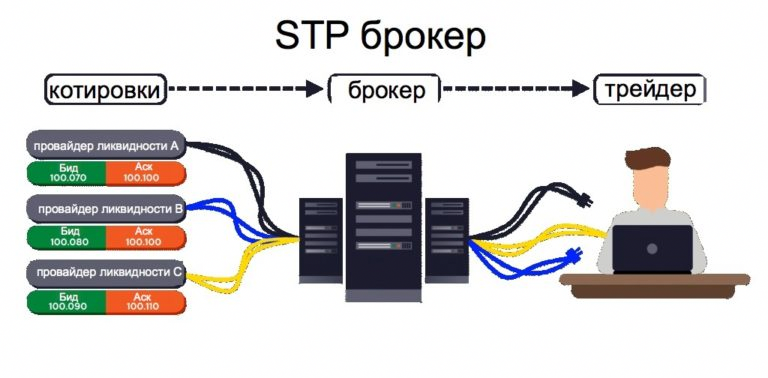 STP брокер
котировки
брокер
трейдер
провайдер ликвидности A
Бид
100.070
Аск
100.100
провайдер ликвидности B
Бид
100.080
Аск
100.100
провайдер ликвидности C
Бид
100.090
Аск
100.110